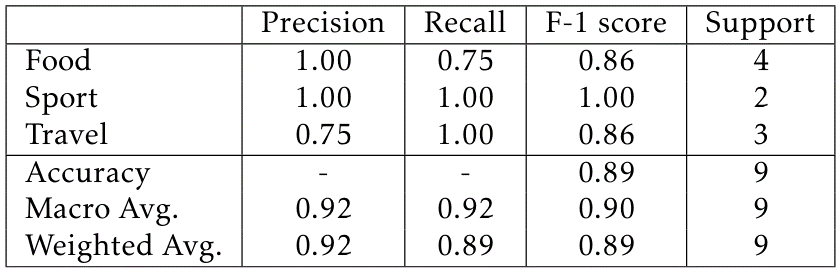 Precision Recall F-1 score Support
Food 1.00 0.75 0.86 4
Sport 1.00 1.00 1.00 2
Travel 0.75 1.00 0.86 3
Accuracy - - 0.89 9
Macro Avg. 0.92 0.92 0.90 9
Weighted Avg. 0.92 0.89 0.89 9